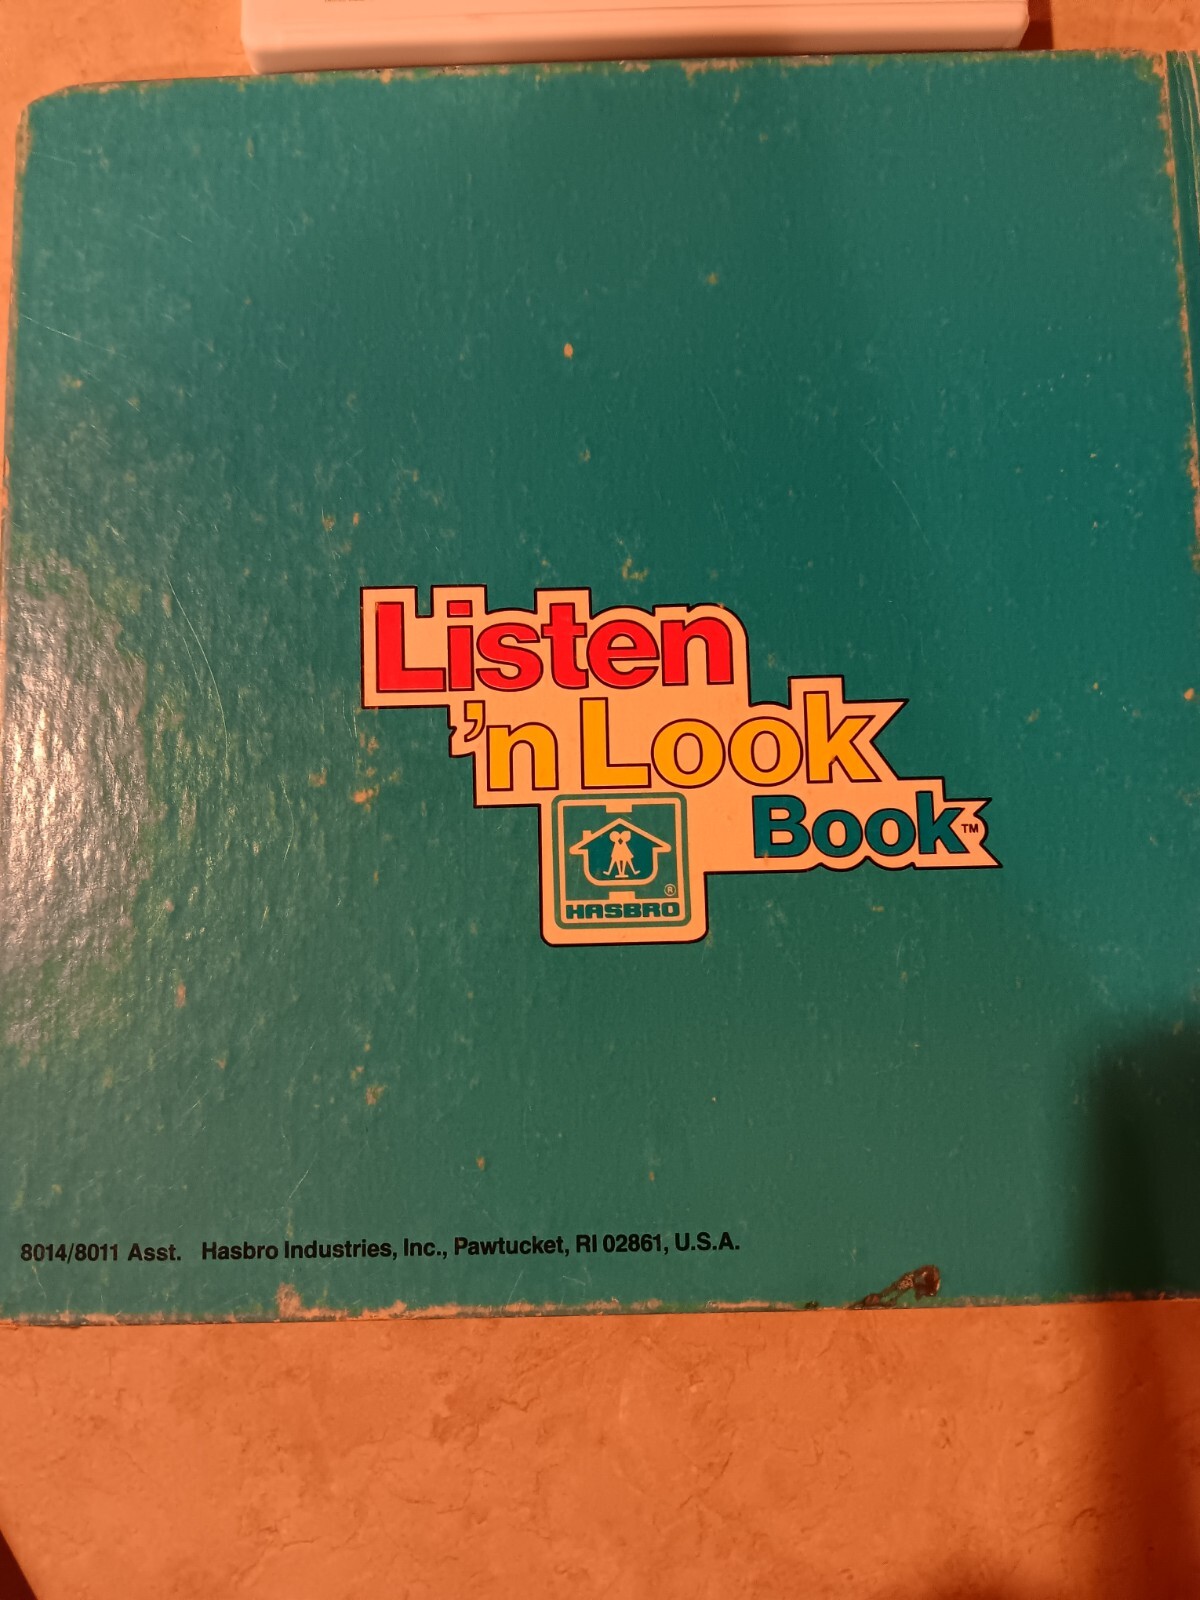 Listen
'n Look
Book™
®
HASBRO
8014/8011 Asst. Hasbro Industries, Inc., Pawtucket, RI 02861, U.S.A.